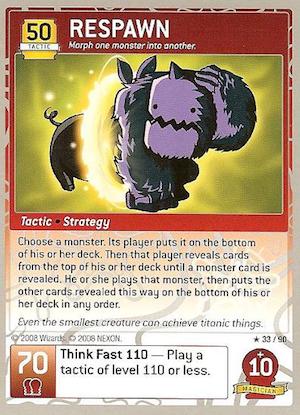 50
TACTIC
RESPAWN
Morph one monster into another.
Tactic • Strategy
Choose a monster. Its player puts it on the bottom
of his or her deck. Then that player reveals cards
from the top of his or her deck until a monster card is
revealed. He or she plays that monster, then puts the
other cards revealed this way on the bottom of his or
her deck in any order.
Even the smallest creature can achieve titanic things.
© 2008 Wizards. © 2008 NEXON.
★ 33 / 90
70
Think Fast 110 — Play a
tactic of level 110 or less.
+
10
MAGICIAN